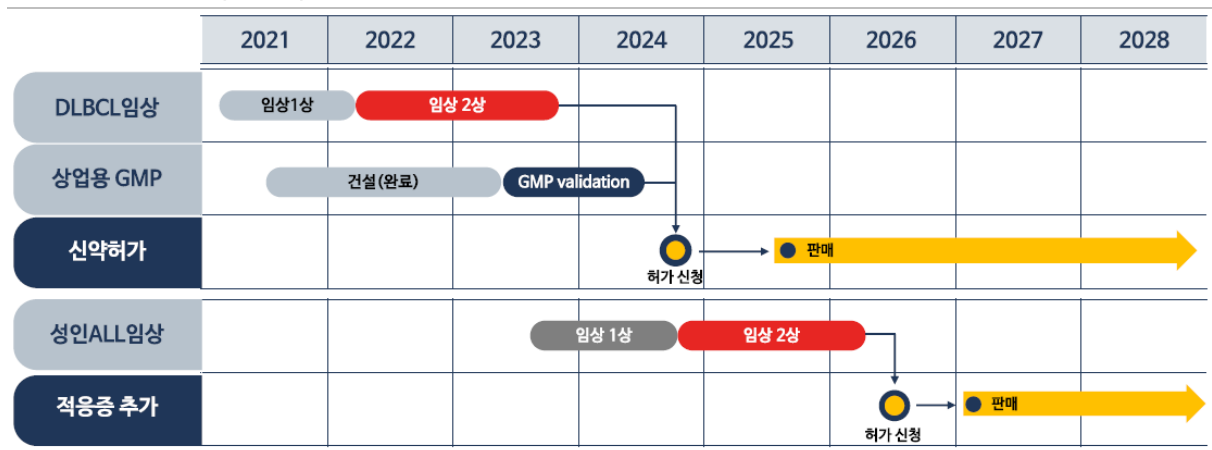 2021 2022 2023 2024 2025 2026 2027 2028
DLBCL임상 임상1상 임상 2상
상업용 GMP 건설(완료) GMP validation
신약허가 판매
허가 신청
성인ALL임상 임상 1상 임상 2상
적응증 추가 판매
허가 신청